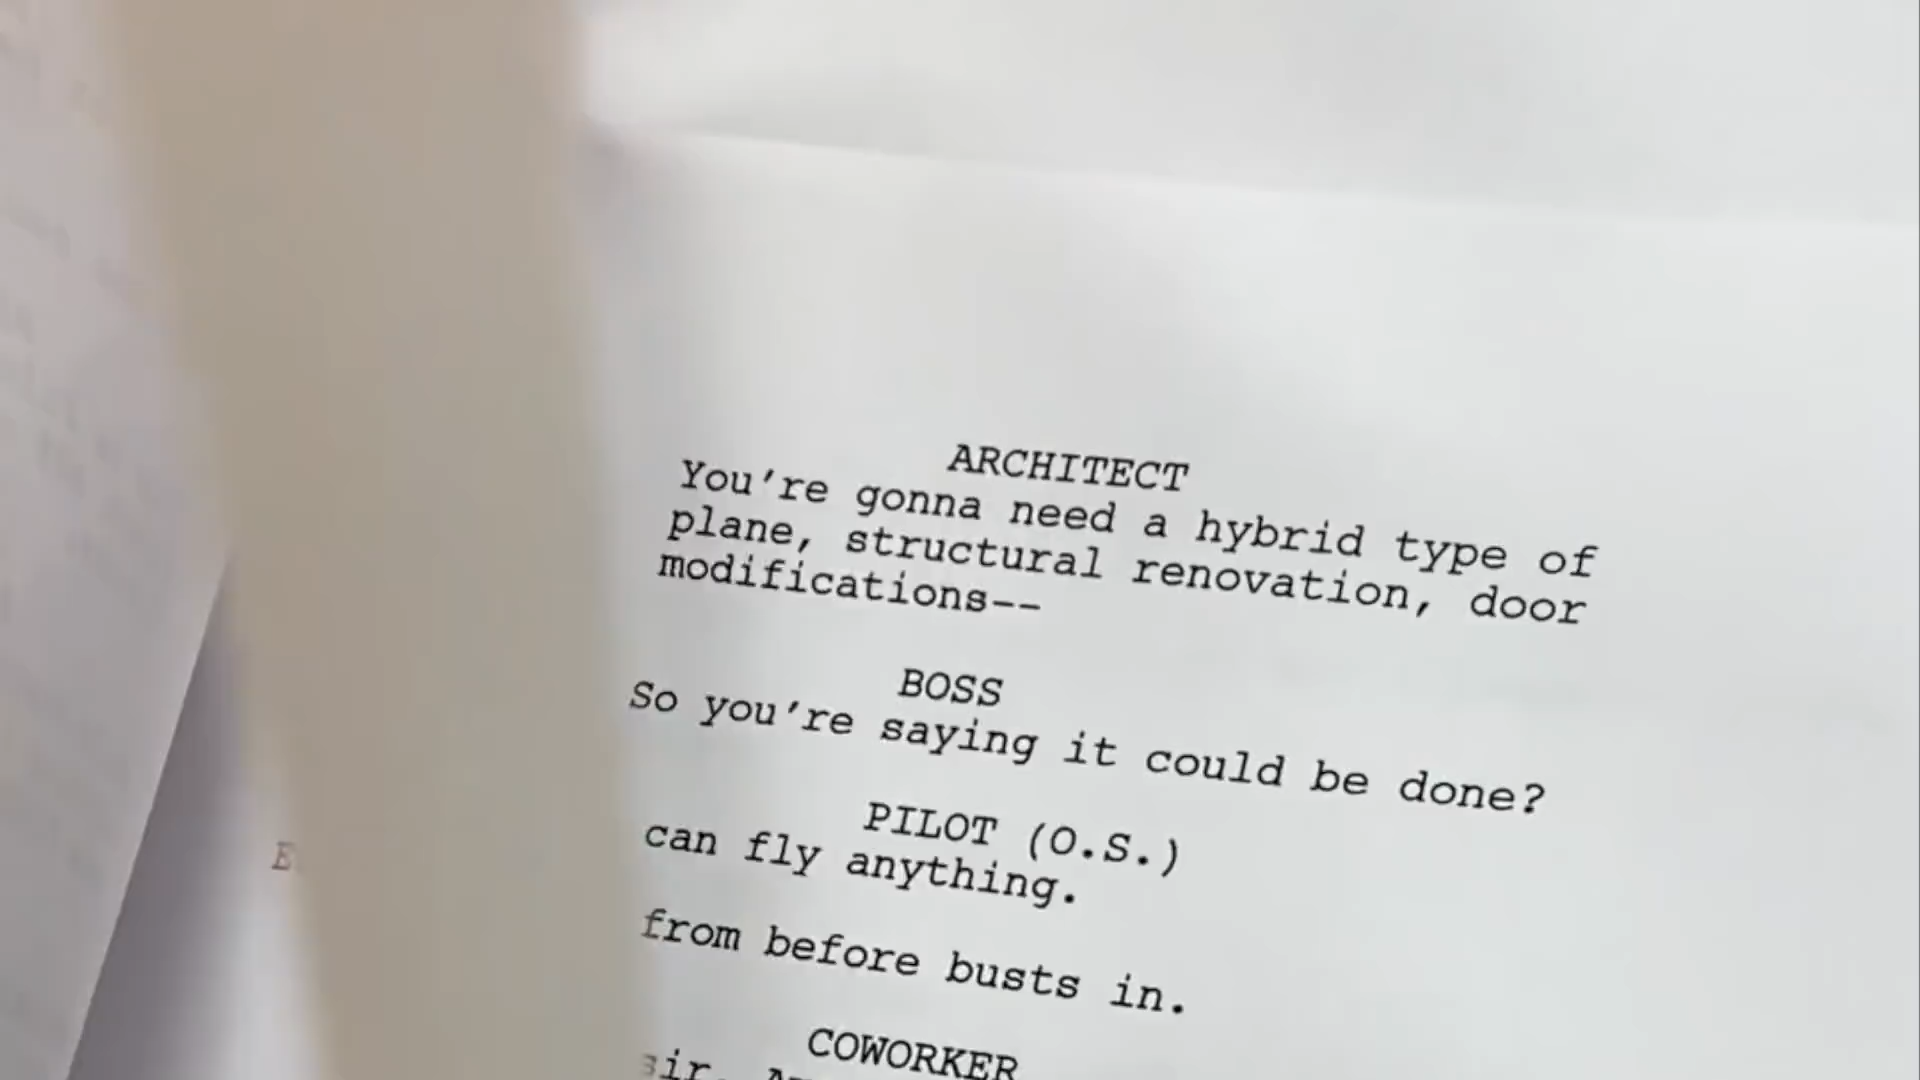 ARCHITECT
You're gonna need a hybrid type of
plane, structural renovation, door
modifications--
BOSS
So you're saying it could be done?
PILOT (O.S.)
can fly anything.
from before busts in.
COWORKER